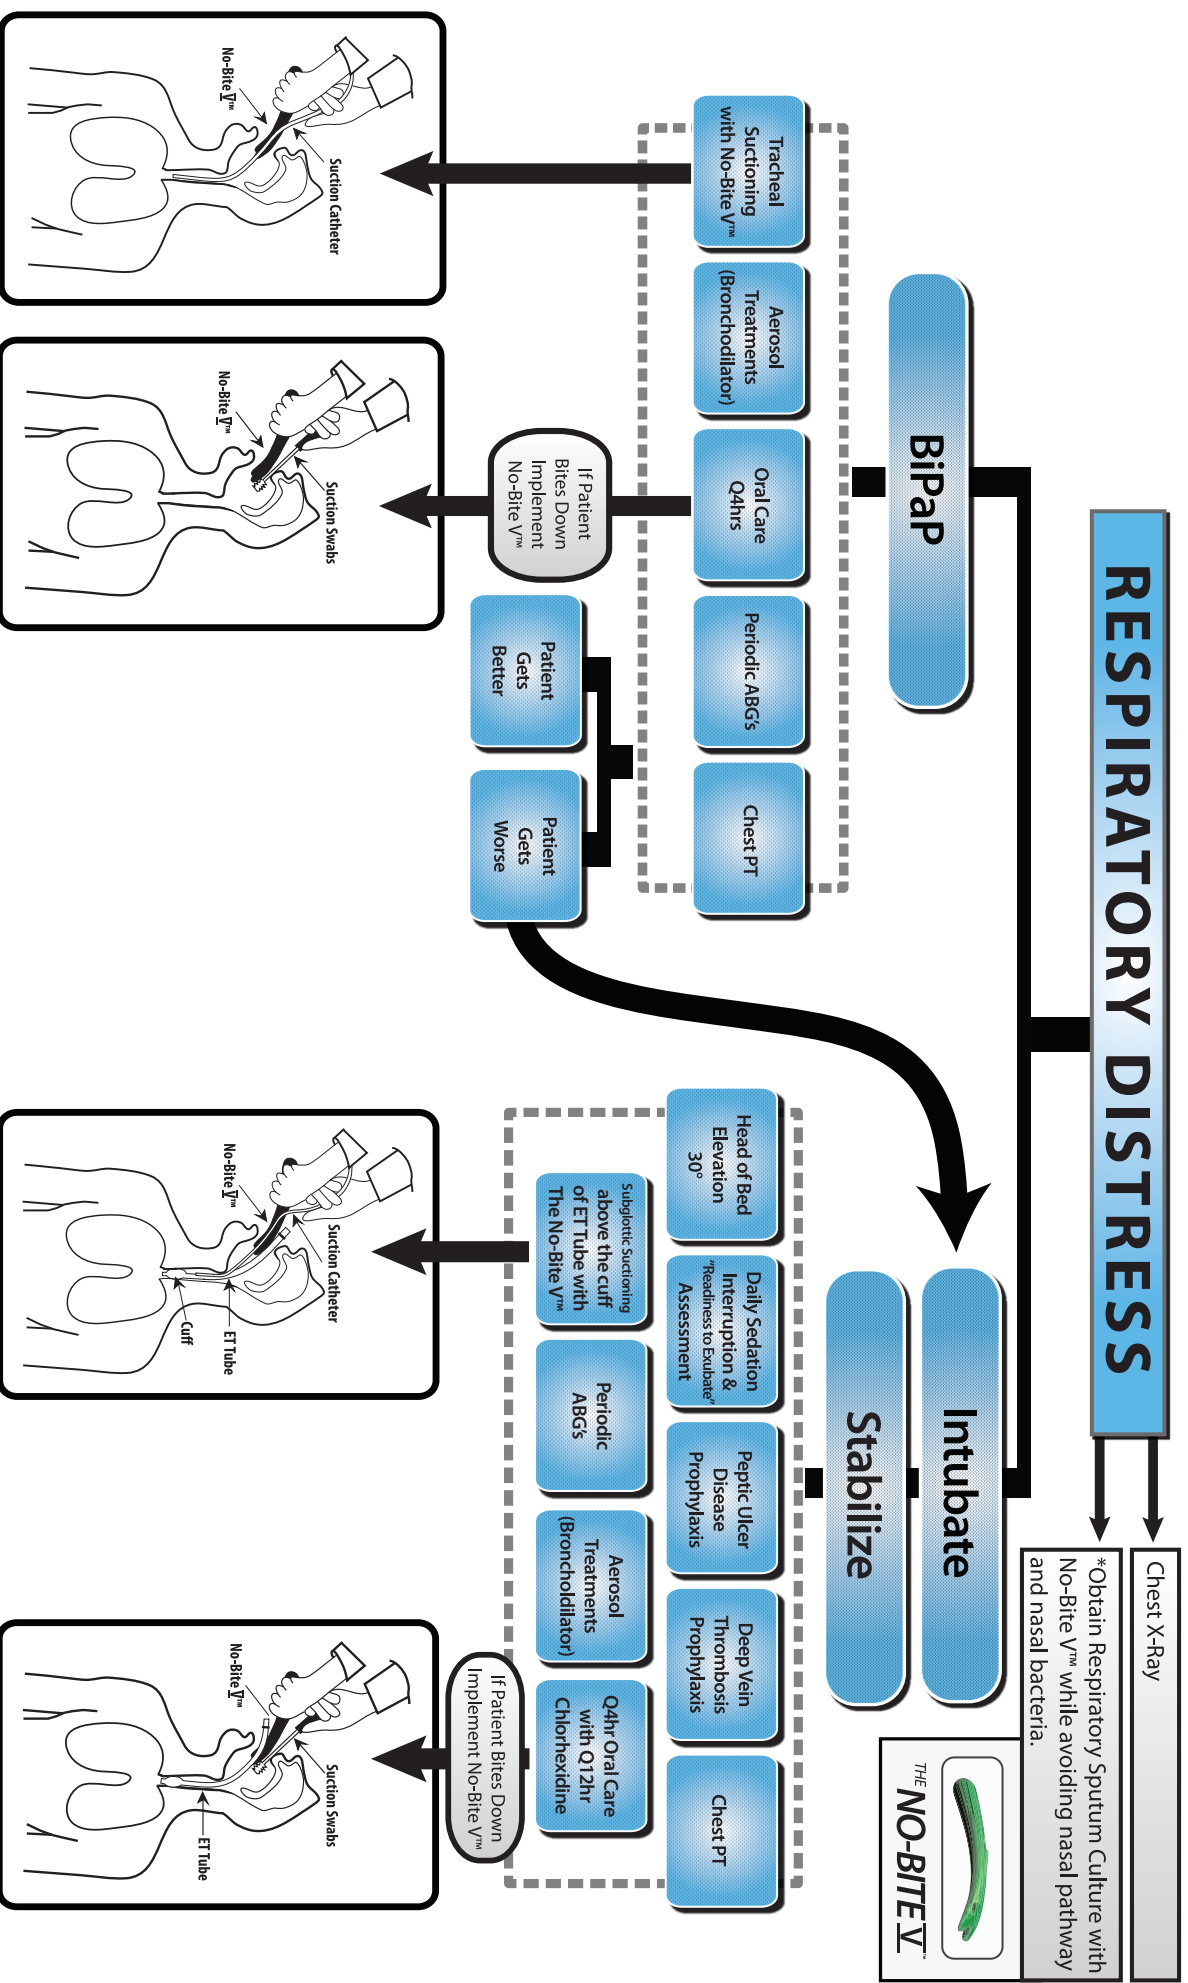 RESPIRATORY DISTRESS
Chest X-Ray
*Obtain Respiratory Sputum Culture with
No-Bite V™ while avoiding nasal pathway
and nasal bacteria.
THE NO-BITE V™
BiPaP
Tracheal
Suctioning
with No-Bite V™
Aerosol
Treatments
(Bronchodilator)
Oral Care
Q4hrs
Periodic ABG's
Chest PT
If Patient
Bites Down
Implement
No-Bite V™
Patient
Gets
Better
Patient
Gets
Worse
No-Bite V™
Suction Catheter
No-Bite V™
Suction Swabs
Intubate
Stabilize
Head of Bed
Elevation
30°
Daily Sedation
Interruption &
"Readiness to Exubate"
Assessment
Peptic Ulcer
Disease
Prophylaxis
Deep Vein
Thrombosis
Prophylaxis
Chest PT
Subglottic Suctioning
above the cuff
of ET Tube with
The No-Bite V™
Periodic
ABG's
Aerosol
Treatments
(Broncholdilator)
Q4hr Oral Care
with Q12hr
Chlorhexidine
If Patient Bites Down
Implement No-Bite V™
No-Bite V™
Suction Catheter
ET Tube
Cuff
No-Bite V™
Suction Swabs
ET Tube